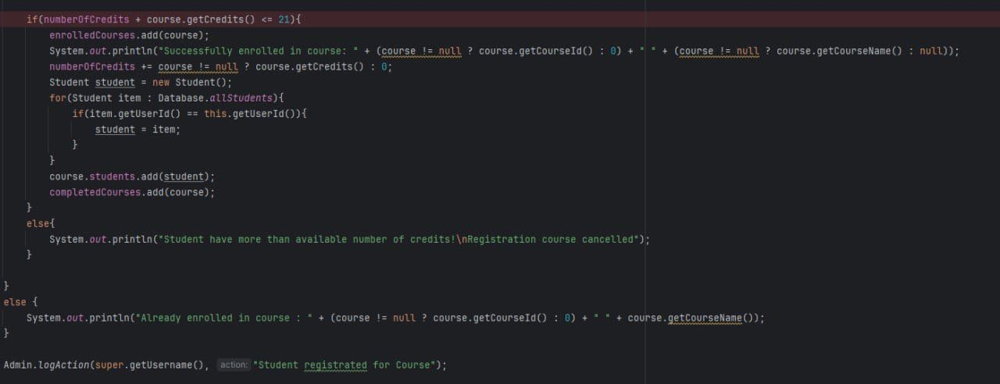 if(numberOfCredits + course.getCredits() <= 21){
enrolledCourses.add(course);
System.out.println("Successfully enrolled in course: " + (course != null ? course.getCourseId() : 0) + " " + (course != null ? course.getCourseName() : null));
numberOfCredits += course != null ? course.getCredits() : 0;
Student student = new Student();
for(Student item : Database.allStudents){
if(item.getUserId() == this.getUserId()){
student = item;
}
}
course.students.add(student);
completedCourses.add(course);
}
else{
System.out.println("Student have more than available number of credits!\nRegistration course cancelled");
}
}
else {
System.out.println("Already enrolled in course : " + (course != null ? course.getCourseId() : 0) + " " + course.getCourseName());
}
Admin.logAction(super.getUsername(), action: "Student registrated for Course");